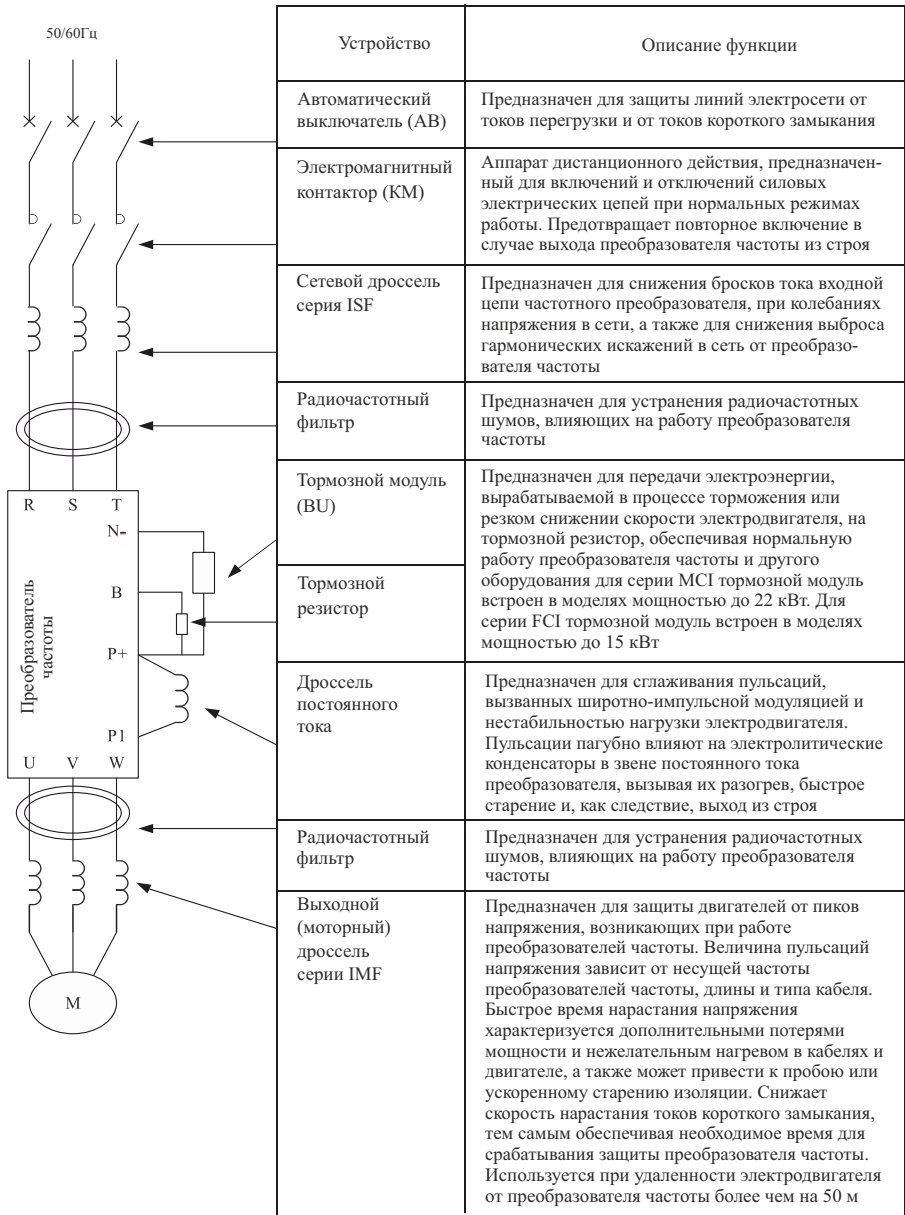 50/60Гц
R S T
N-
B
P+
P1
Преобразователь
частоты
U V W
M
Устройство
Описание функции
Автоматический
выключатель (АВ)
Предназначен для защиты линий электросети от
токов перегрузки и от токов короткого замыкания
Электромагнитный
контактор (КМ)
Аппарат дистанционного действия, предназначен-
ный для включений и отключений силовых
электрических цепей при нормальных режимах
работы. Предотвращает повторное включение в
случае выхода преобразователя частоты из строя
Сетевой дроссель
серия ISF
Предназначен для снижения бросков тока входной
цепи частотного преобразователя, при колебаниях
напряжения в сети, а также для снижения выброса
гармонических искажений в сеть от преобразо-
вателя частоты
Радиочастотный
фильтр
Предназначен для устранения радиочастотных
шумов, влияющих на работу преобразователя
частоты
Тормозной модуль
(BU)
Тормозной
резистор
Предназначен для передачи электроэнергии,
вырабатываемой в процессе торможения или
резком снижении скорости электродвигателя, на
тормозной резистор, обеспечивая нормальную
работу преобразователя частоты и другого
оборудования для серии MCI тормозной модуль
встроен в моделях мощностью до 22 кВт. Для
серии FCI тормозной модуль встроен в моделях
мощностью до 15 кВт
Дроссель
постоянного
тока
Предназначен для сглаживания пульсаций,
вызванных широтно-импульсной модуляцией и
нестабильностью нагрузки электродвигателя.
Пульсации пагубно влияют на электролитические
конденсаторы в звене постоянного тока
преобразователя, вызывая их разогрев, быстрое
старение и, как следствие, выход из строя
Радиочастотный
фильтр
Предназначен для устранения радиочастотных
шумов, влияющих на работу преобразователя
частоты
Выходной
(моторный)
дроссель
серии IMF
Предназначен для защиты двигателей от пиков
напряжения, возникающих при работе
преобразователей частоты. Величина пульсаций
напряжения зависит от несущей частоты
преобразователей частоты, длины и типа кабеля.
Быстрое время нарастания напряжения
характеризуется дополнительными потерями
мощности и нежелательным нагревом в кабелях и
двигателе, а также может привести к пробою или
ускоренному старению изоляции. Снижает
скорость нарастания токов короткого замыкания,
тем самым обеспечивая необходимое время для
срабатывания защиты преобразователя частоты.
Используется при удаленности электродвигателя
от преобразователя частоты более чем на 50 м